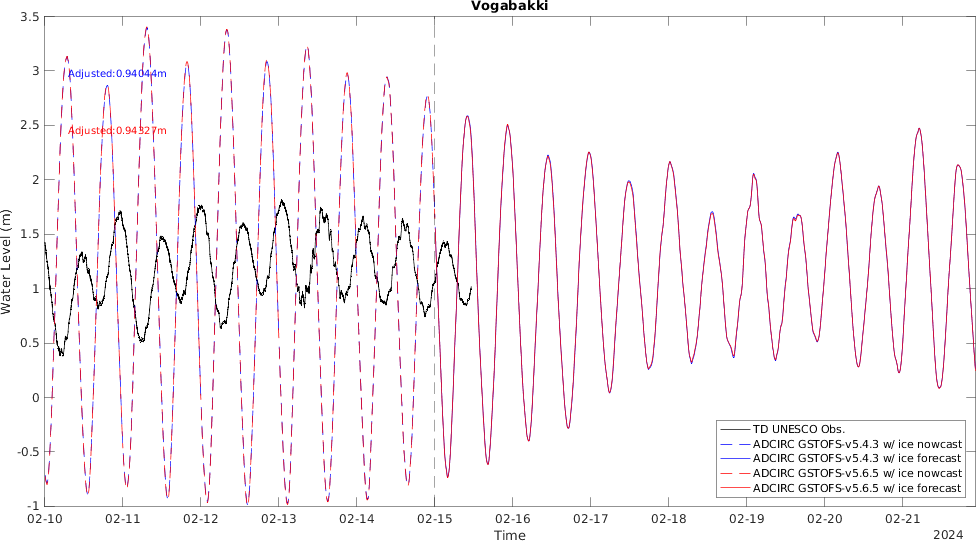 Vogabakki
3.5
3
2.5
2
1.5
1
0.5
0
-0.5
-1
Water Level (m)
Adjusted:0.94044m
Adjusted:0.94327m
TD UNESCO Obs.
ADCIRC GSTOFS-v5.4.3 w/ ice nowcast
ADCIRC GSTOFS-v5.4.3 w/ ice forecast
ADCIRC GSTOFS-v5.6.5 w/ ice nowcast
ADCIRC GSTOFS-v5.6.5 w/ ice forecast
02-10 02-11 02-12 02-13 02-14 02-15 02-16 02-17 02-18 02-19 02-20 02-21
Time
2024